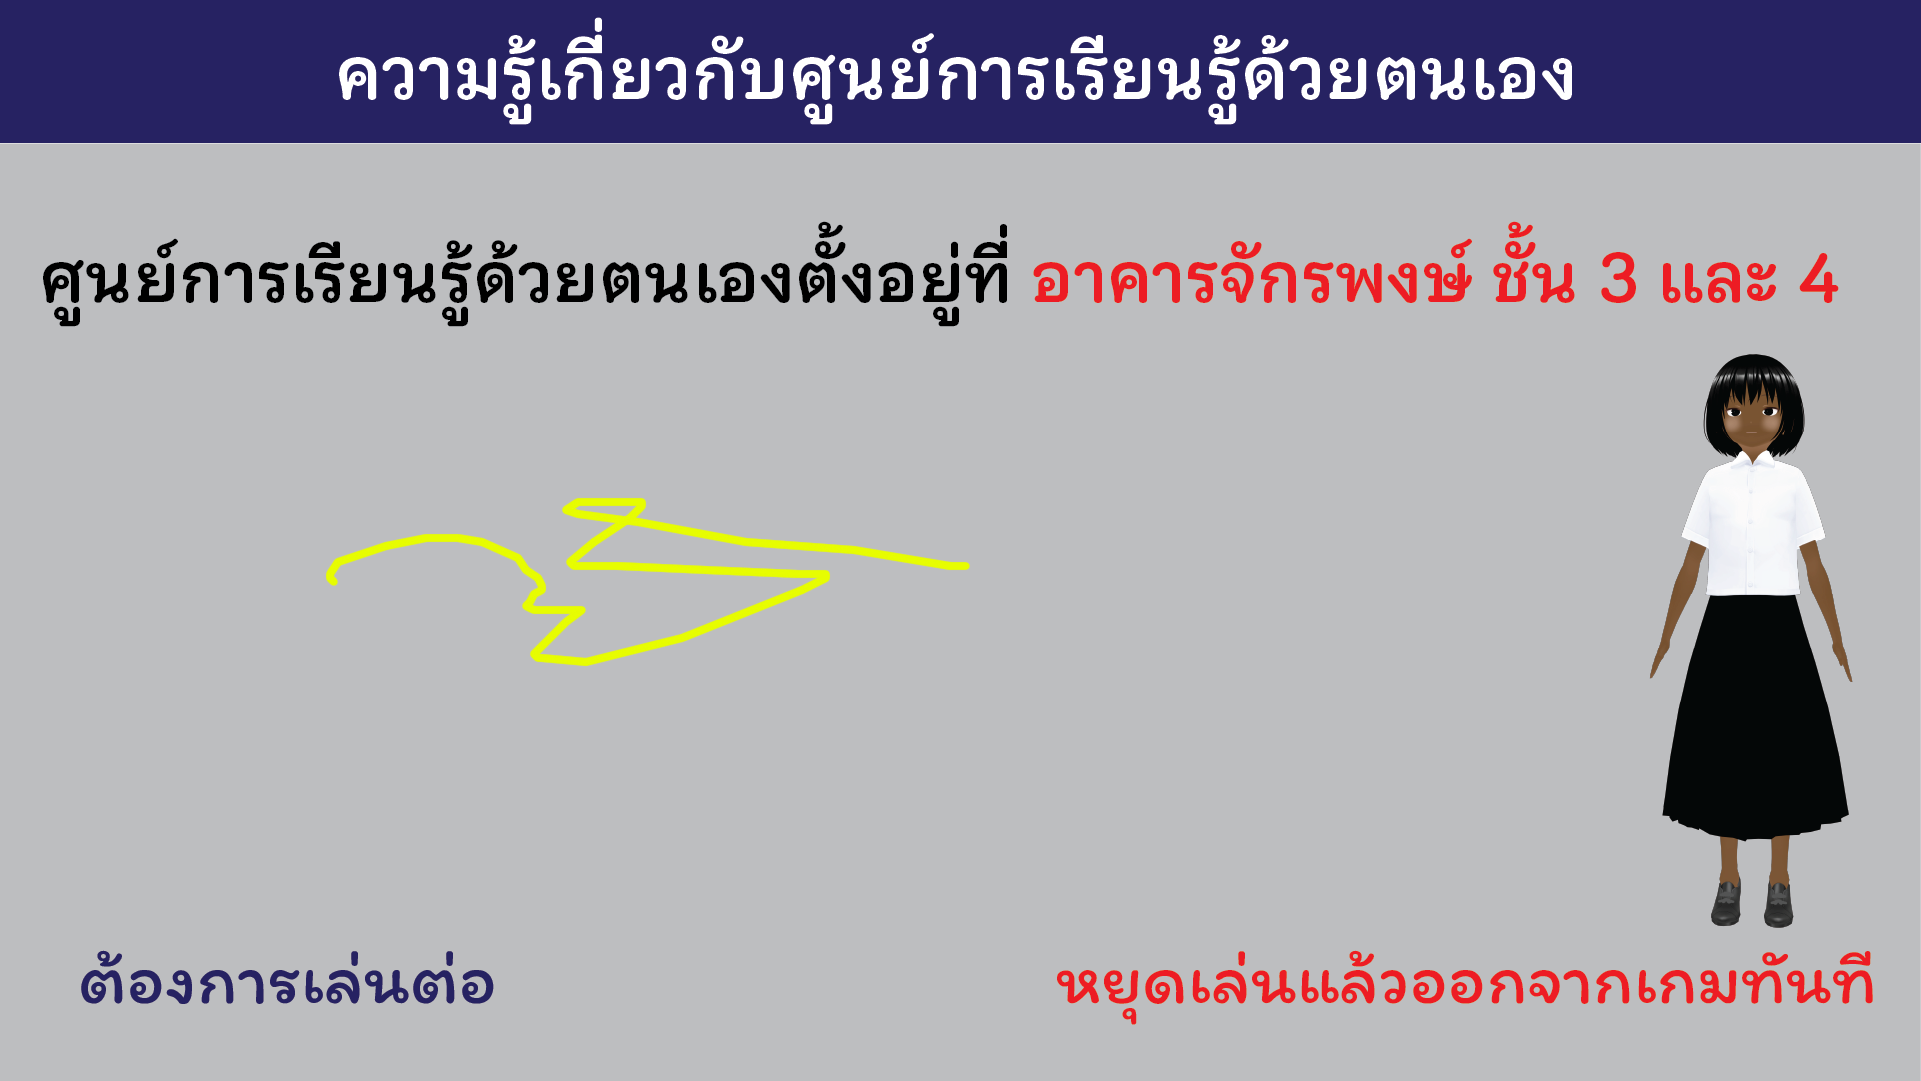 ความรู้เกี่ยวกับศูนย์การเรียนรู้ด้วยตนเอง
ศูนย์การเรียนรู้ด้วยตนเองตั้งอยู่ที่ อาคารจักรพงษ์ ชั้น 3 และ 4
ต้องการเล่นต่อ
หยุดเล่นแล้วออกจากเกมทันที